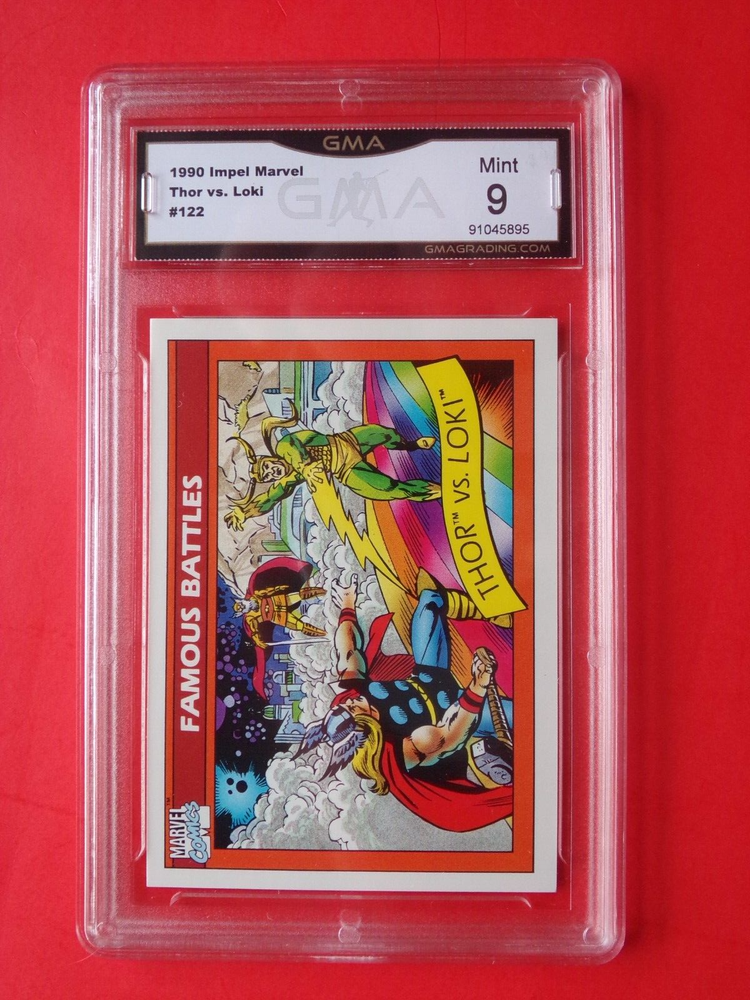 GMA
1990 Impel Marvel
Thor vs. Loki
#122
GMA
Mint
9
91045895
GMAGRADING.COM
MARVEL COMICS
FAMOUS BATTLES
THOR™ VS. LOKI™